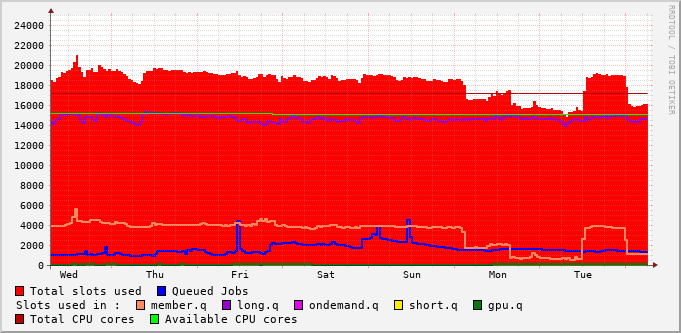 24000
22000
20000
18000
16000
14000
12000
10000
8000
6000
4000
2000
0
Wed Thu Fri Sat Sun Mon Tue
Total slots used Queued Jobs
Slots used in : member.q long.q ondemand.q short.q gpu.q
Total CPU cores Available CPU cores
RRDTOOL / TOBI OETIKER